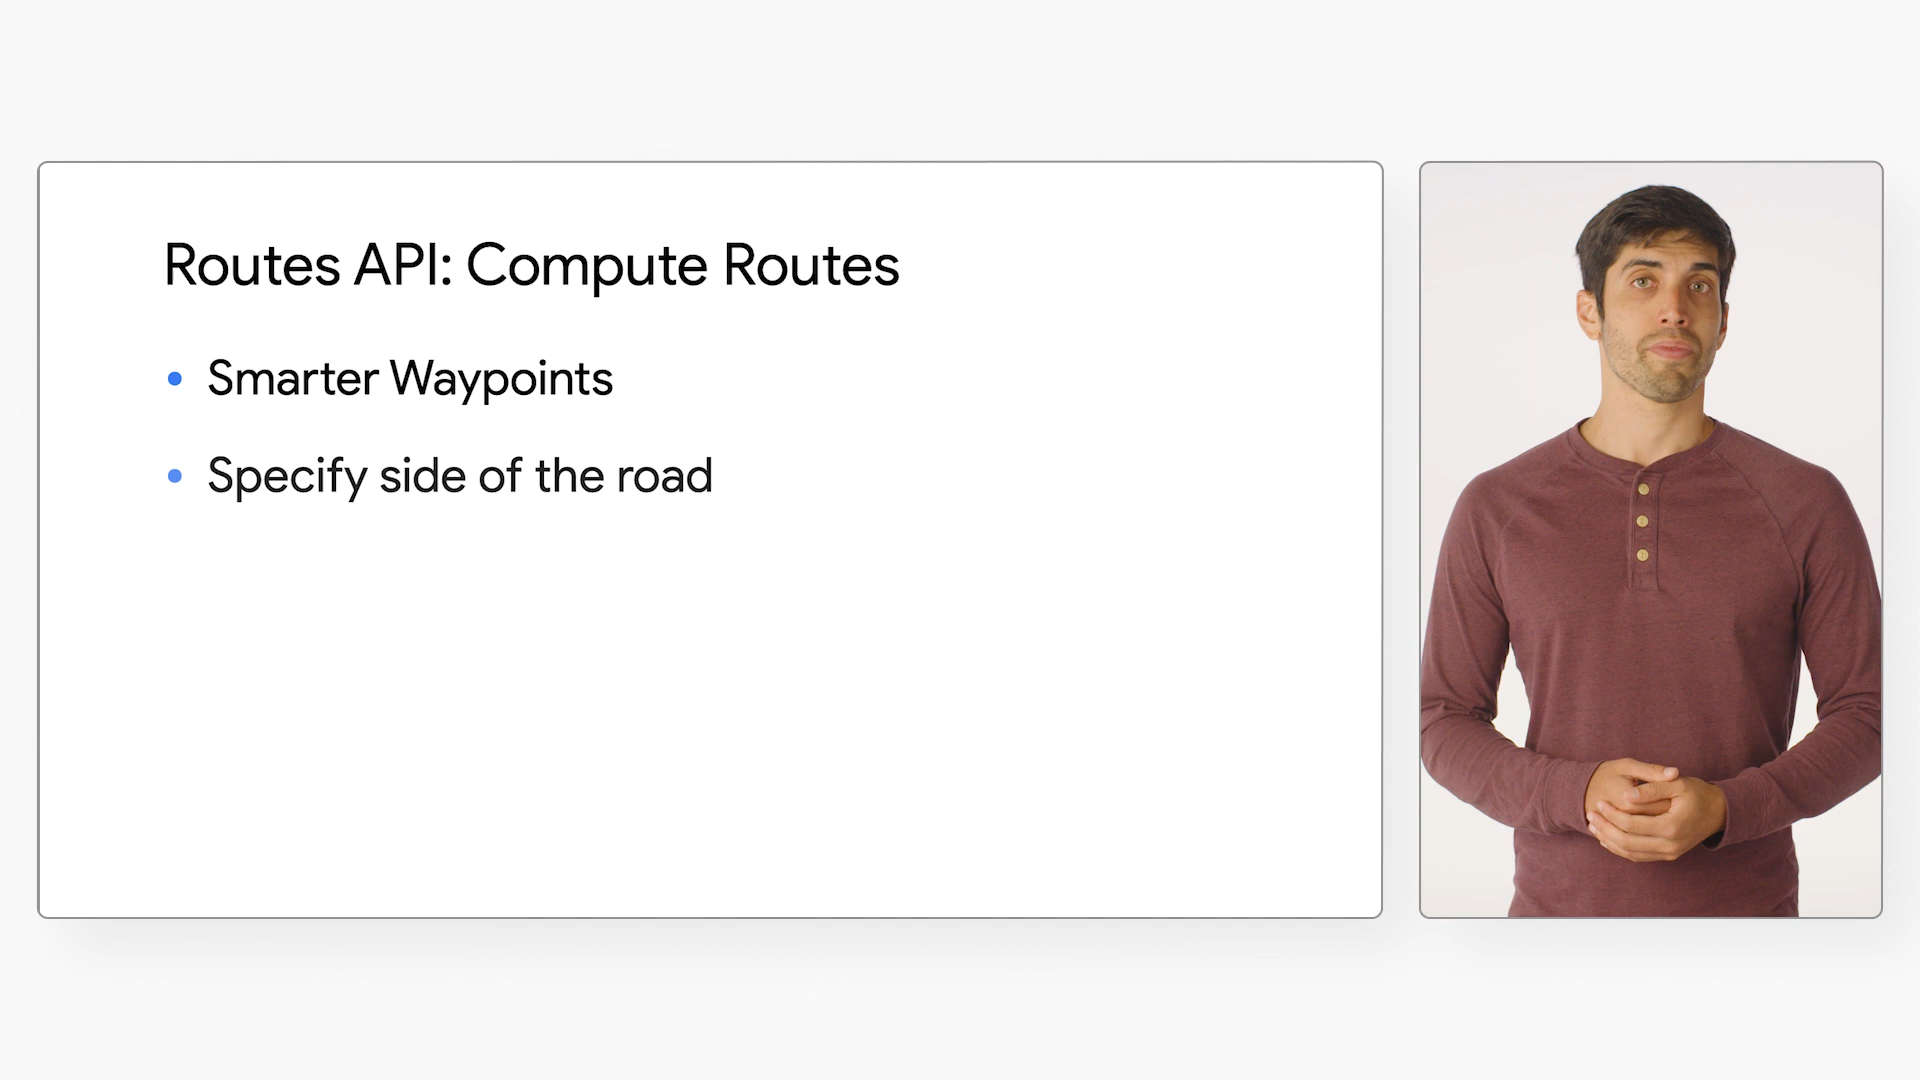 Routes API: Compute Routes
Smarter Waypoints
Specify side of the road